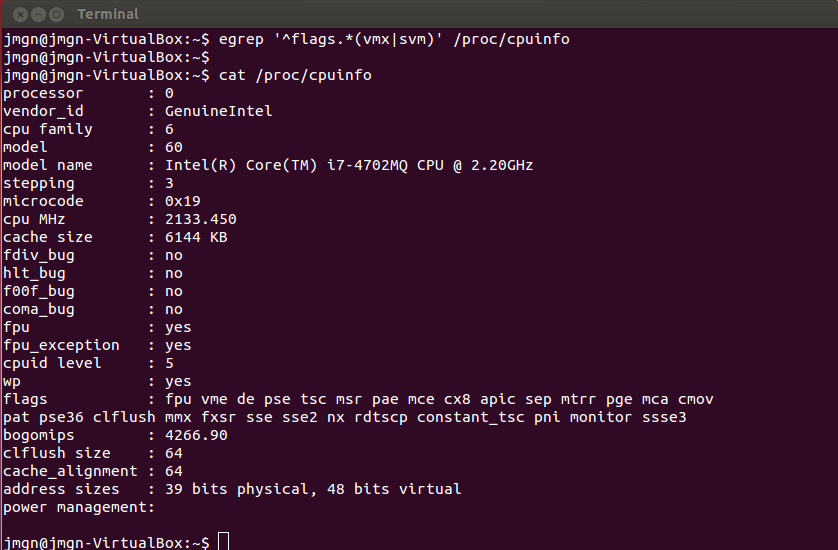 Terminal
jmgn@jmgn-VirtualBox:~$ egrep '^flags.*(vmx|svm)' /proc/cpuinfo
jmgn@jmgn-VirtualBox:~$
jmgn@jmgn-VirtualBox:~$ cat /proc/cpuinfo
processor       : 0
vendor_id       : GenuineIntel
cpu family      : 6
model           : 60
model name      : Intel(R) Core(TM) i7-4702MQ CPU @ 2.20GHz
stepping        : 3
microcode       : 0x19
cpu MHz         : 2133.450
cache size      : 6144 KB
fdiv_bug        : no
hlt_bug         : no
f00f_bug        : no
coma_bug        : no
fpu             : yes
fpu_exception   : yes
cpuid level     : 5
wp              : yes
flags           : fpu vme de pse tsc msr pae mce cx8 apic sep mtrr pge mca cmov
pat pse36 clflush mmx fxsr sse sse2 nx rdtscp constant_tsc pni monitor ssse3
bogomips        : 4266.90
clflush size    : 64
cache_alignment : 64
address sizes   : 39 bits physical, 48 bits virtual
power management:
jmgn@jmgn-VirtualBox:~$